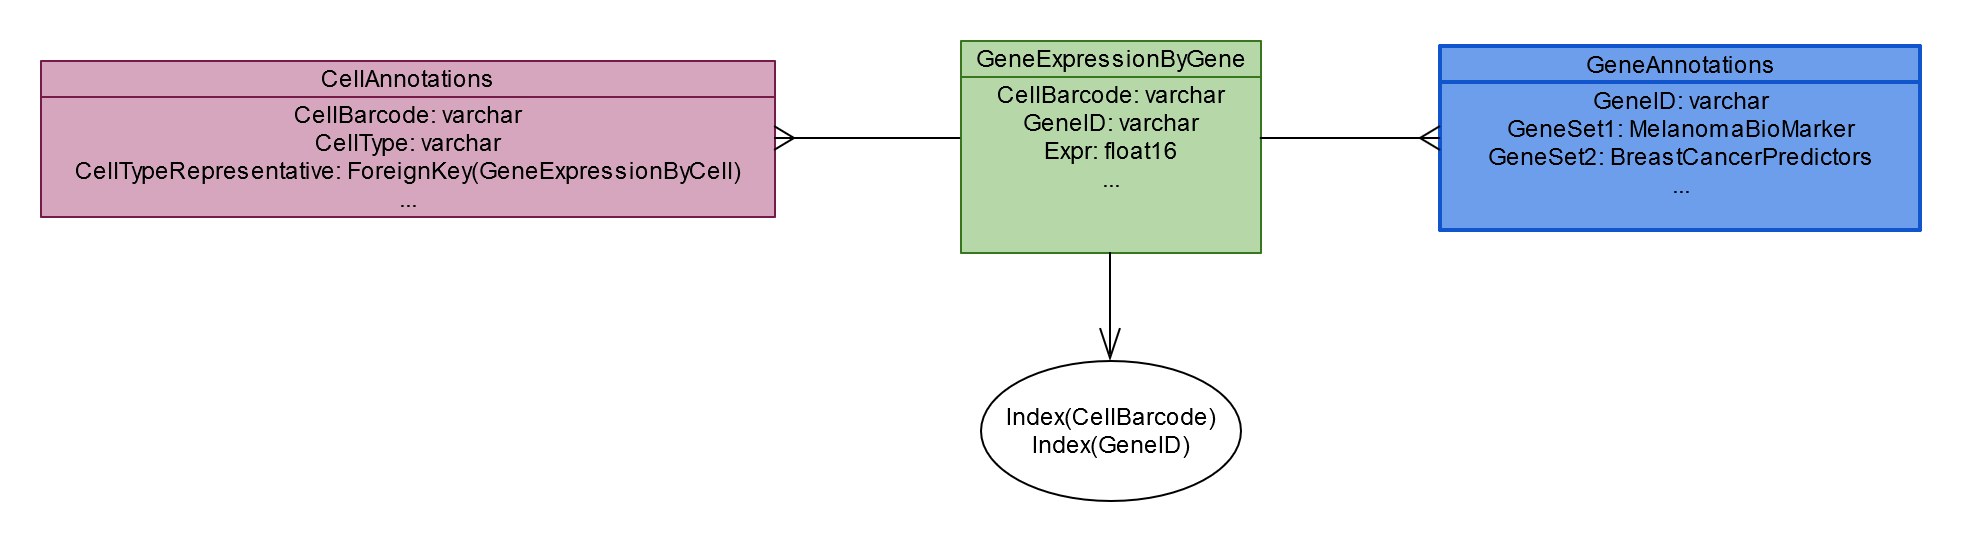 CellAnnotations
CellBarcode: varchar
CellType: varchar
CellTypeRepresentative: ForeignKey(GeneExpressionByCell)
...
GeneExpressionByGene
CellBarcode: varchar
GeneID: varchar
Expr: float16
...
GeneAnnotations
GeneID: varchar
GeneSet1: MelanomaBioMarker
GeneSet2: BreastCancerPredictors
...
Index(CellBarcode)
Index(GeneID)